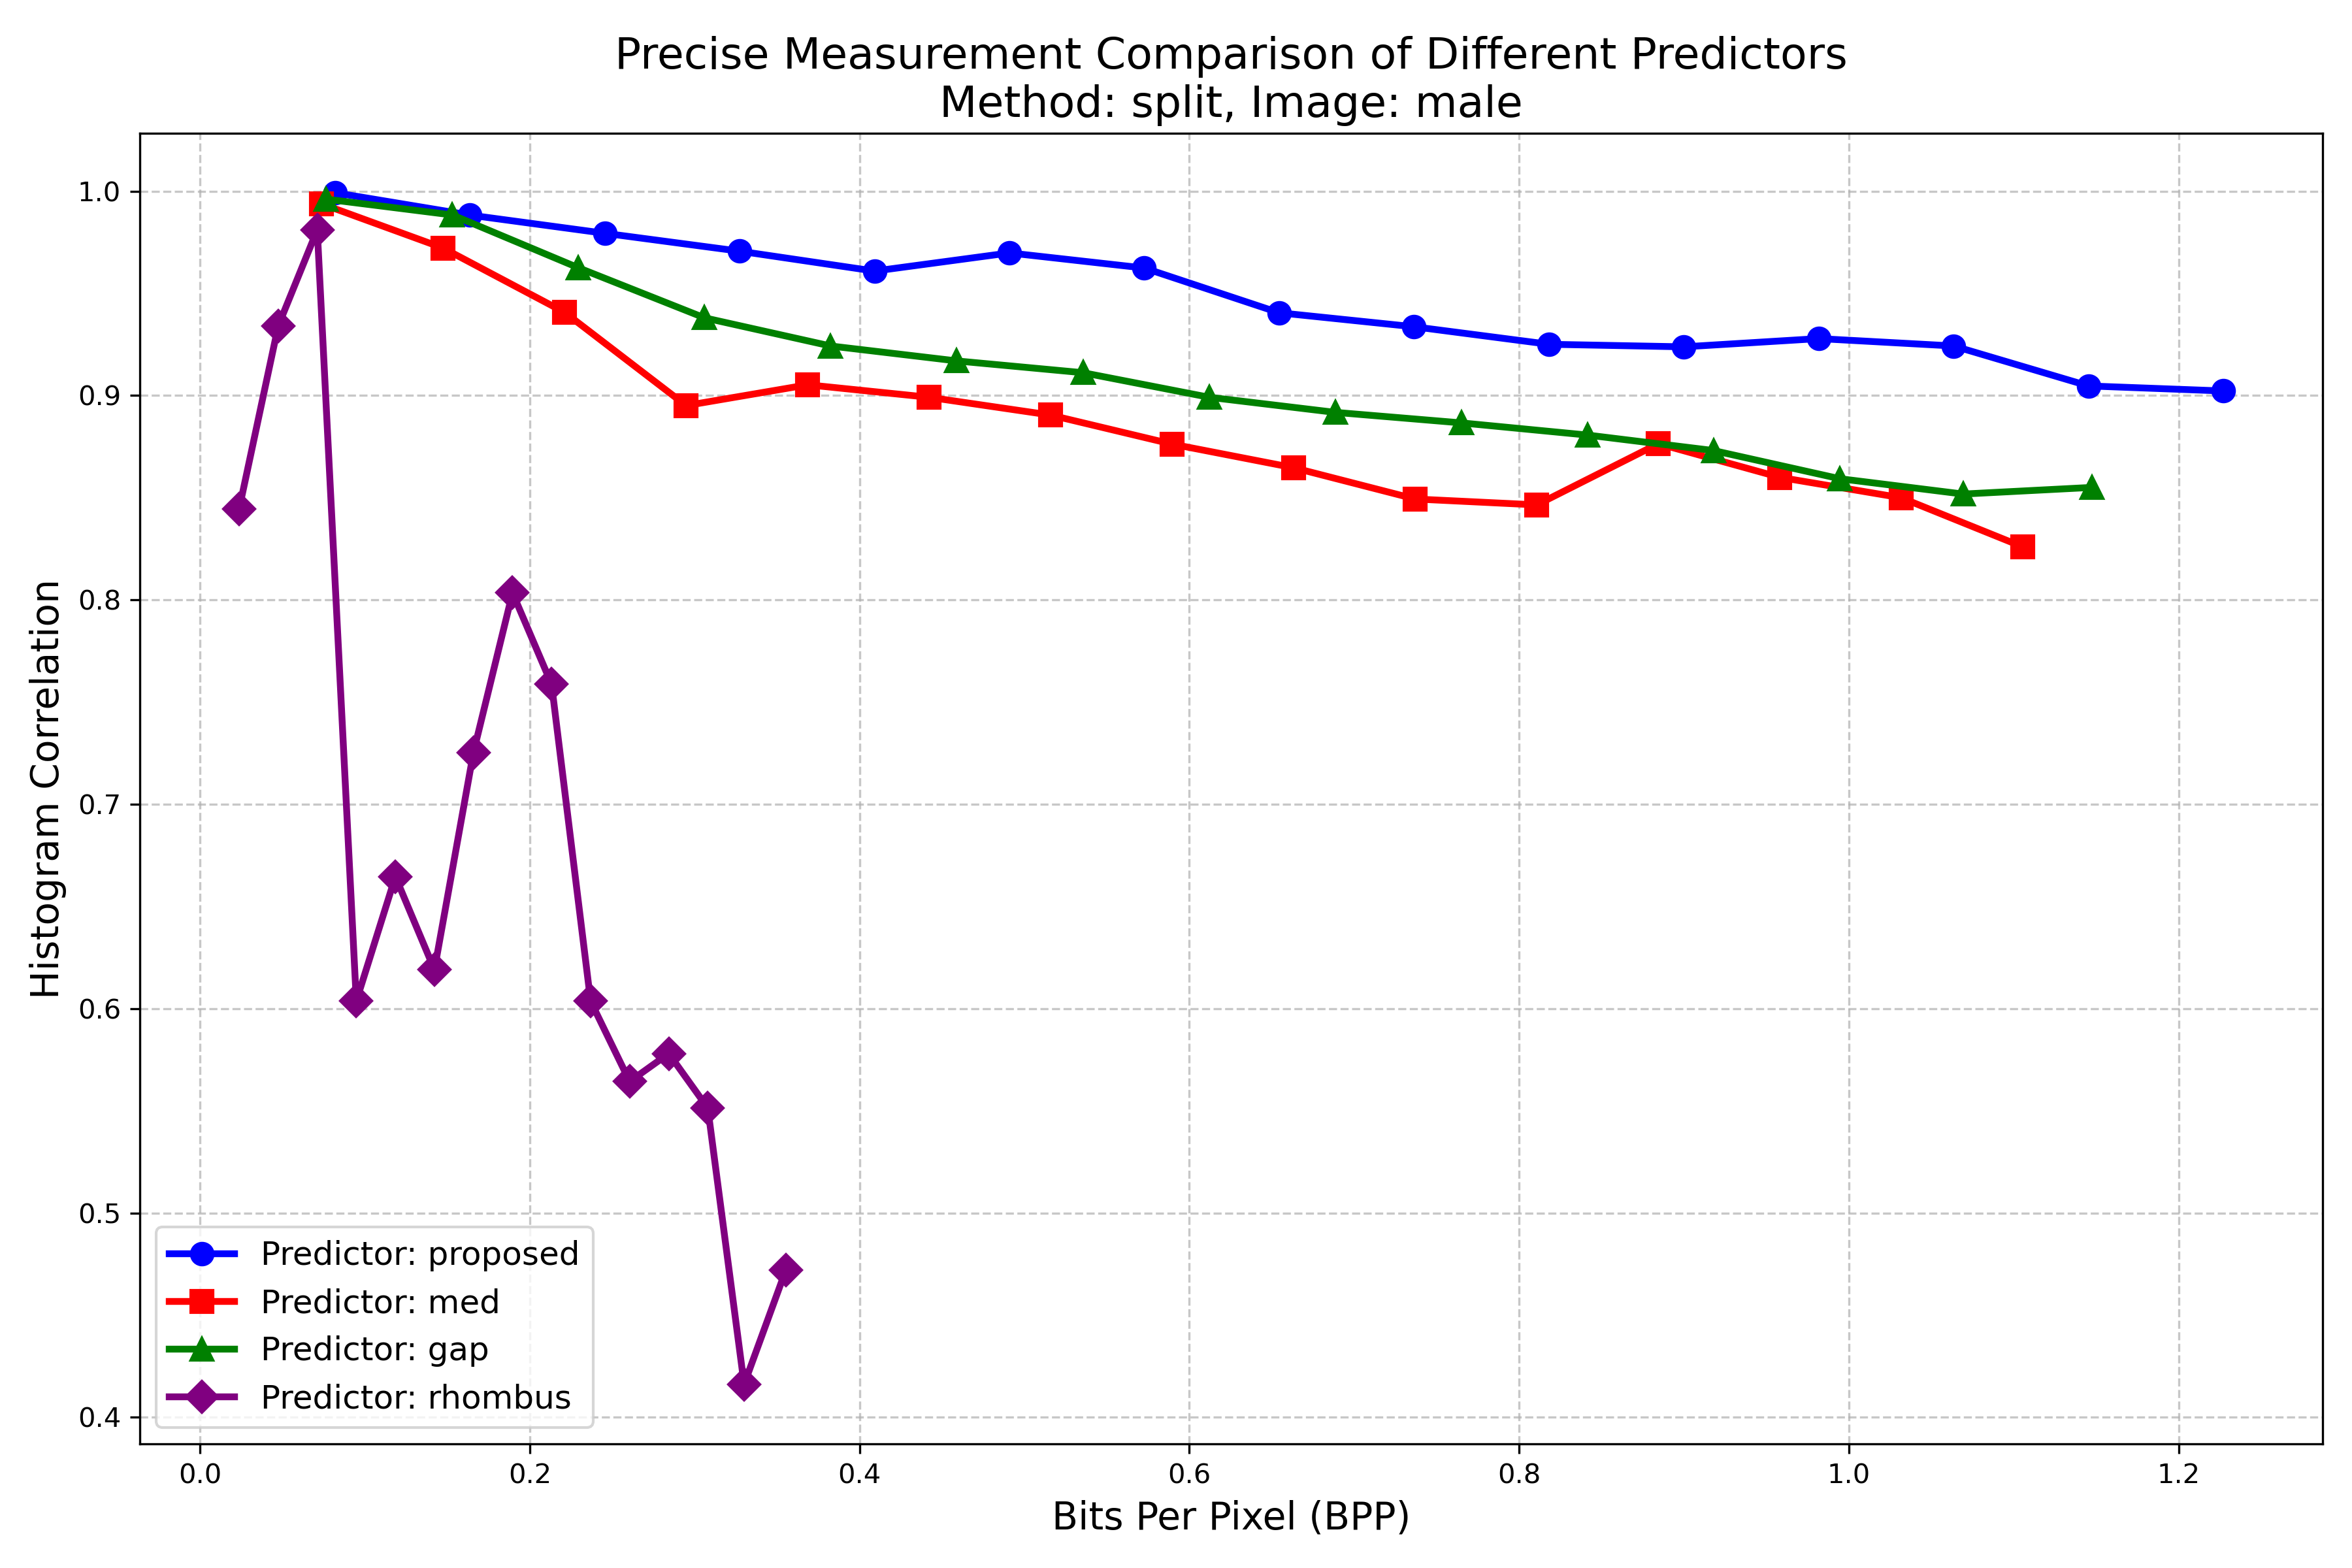 Precise Measurement Comparison of Different Predictors
Method: split, Image: male
Histogram Correlation
1.0
0.9
0.8
0.7
0.6
0.5
0.4
Predictor: proposed
Predictor: med
Predictor: gap
Predictor: rhombus
0.0 0.2 0.4 0.6 0.8 1.0 1.2
Bits Per Pixel (BPP)